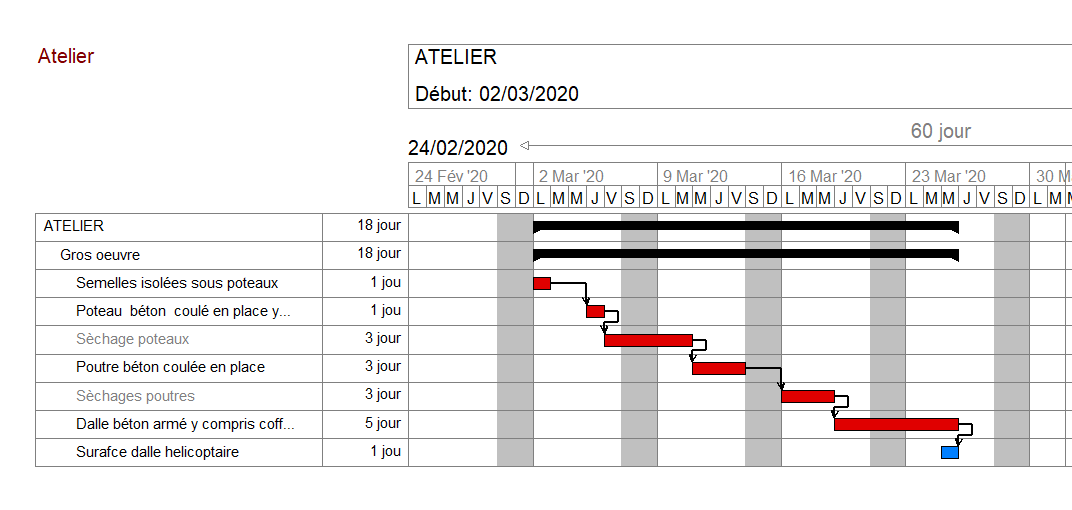 Atelier
ATELIER
Début: 02/03/2020
60 jour
24/02/2020
24 Fév '20 2 Mar '20 9 Mar '20 16 Mar '20 23 Mar '20 30 M
L M M J V S D L M M J V S D L M M J V S D L M M J V S D L M M J V S D L M M
ATELIER 18 jour
Gros oeuvre 18 jour
Semelles isolées sous poteaux 1 jou
Poteau béton coulé en place y... 1 jou
Sèchage poteaux 3 jour
Poutre béton coulée en place 3 jour
Sèchages poutres 3 jour
Dalle béton armé y compris coff... 5 jour
Surafce dalle helicoptaire 1 jou